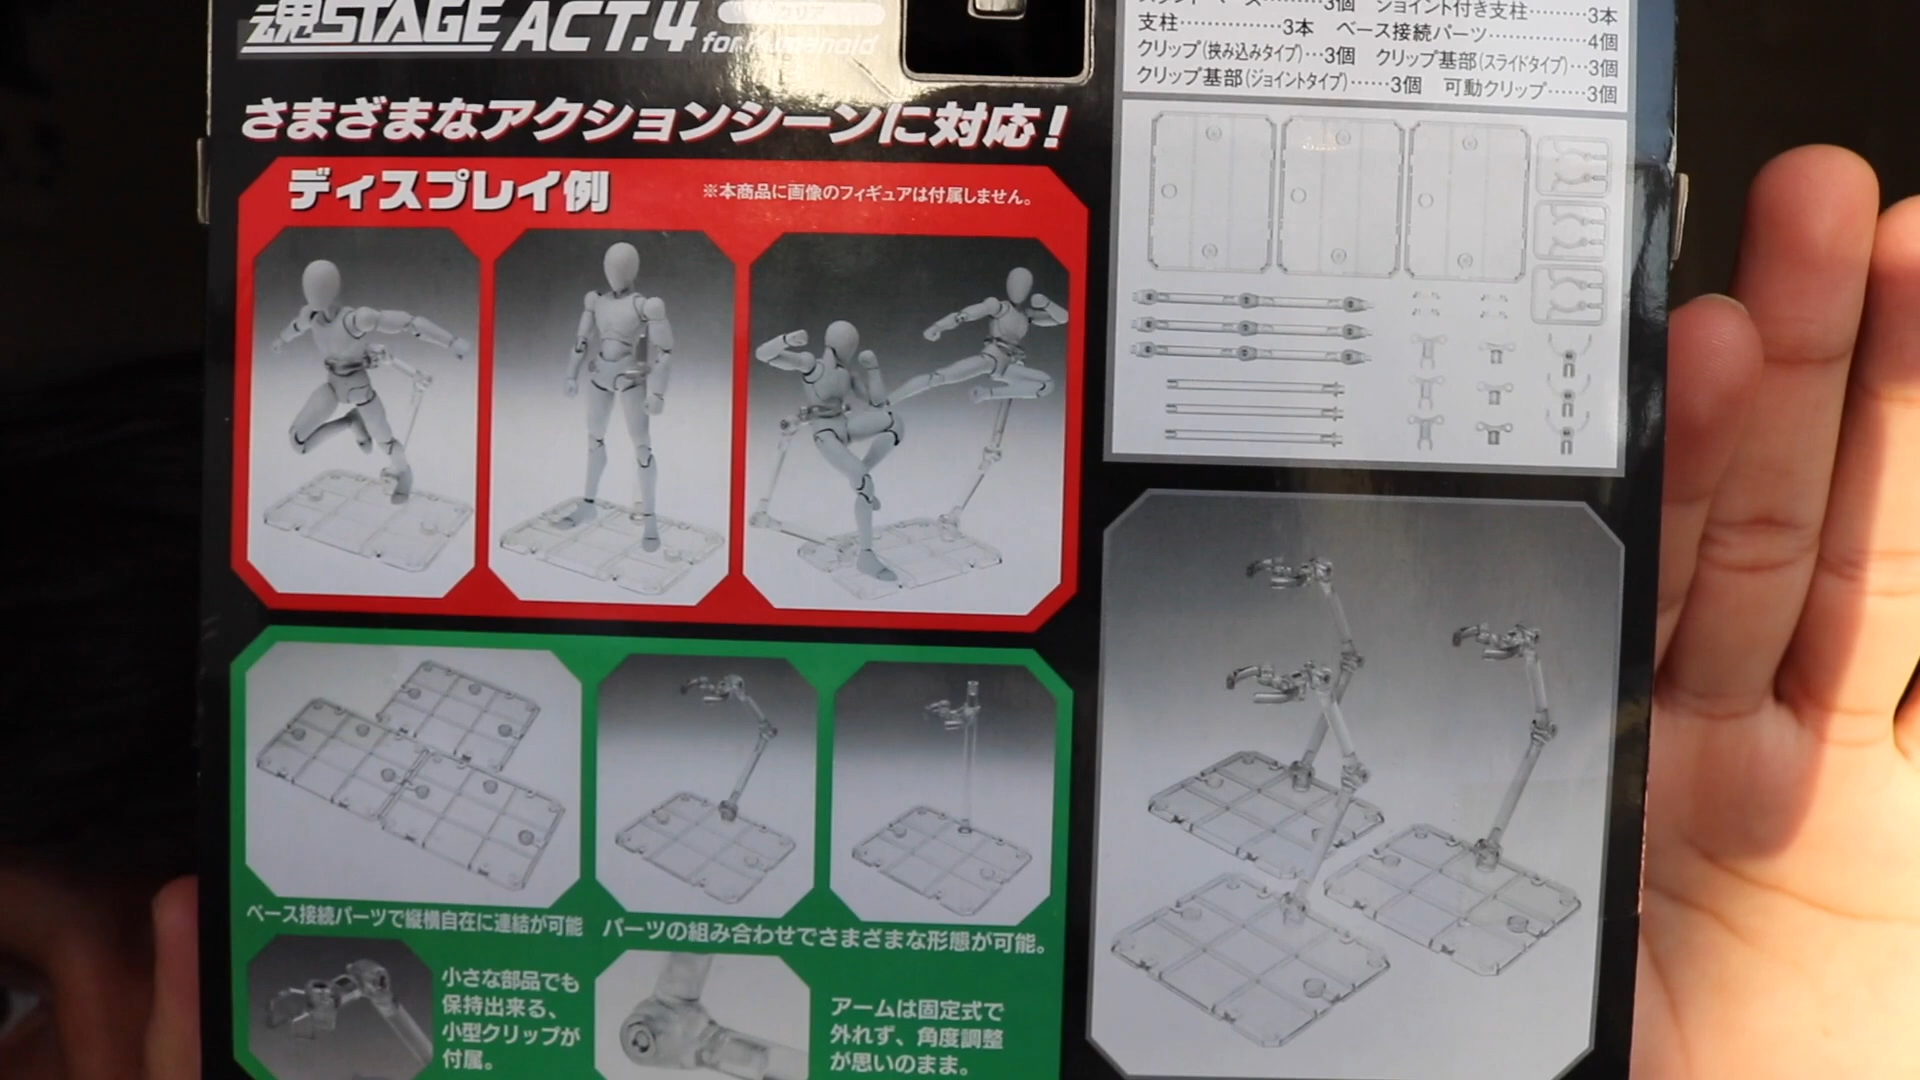 魂STAGE ACT.4 クリア
for Humanoid
さまざまなアクションシーンに対応!
ディスプレイ例
※本商品に画像のフィギュアは付属しません。
3個 ジョイント付き支柱………3本
支柱……………3本 ベース接続パーツ………………4個
クリップ(挟み込みタイプ)…3個 クリップ基部(スライドタイプ)…3個
クリップ基部(ジョイントタイプ)……3個 可動クリップ……3個
ベース接続パーツで縦横自在に連結が可能
パーツの組み合わせでさまざまな形態が可能。
小さな部品でも
保持出来る、
小型クリップが
付属。
アームは固定式で
外れず、角度調整
が思いのまま。